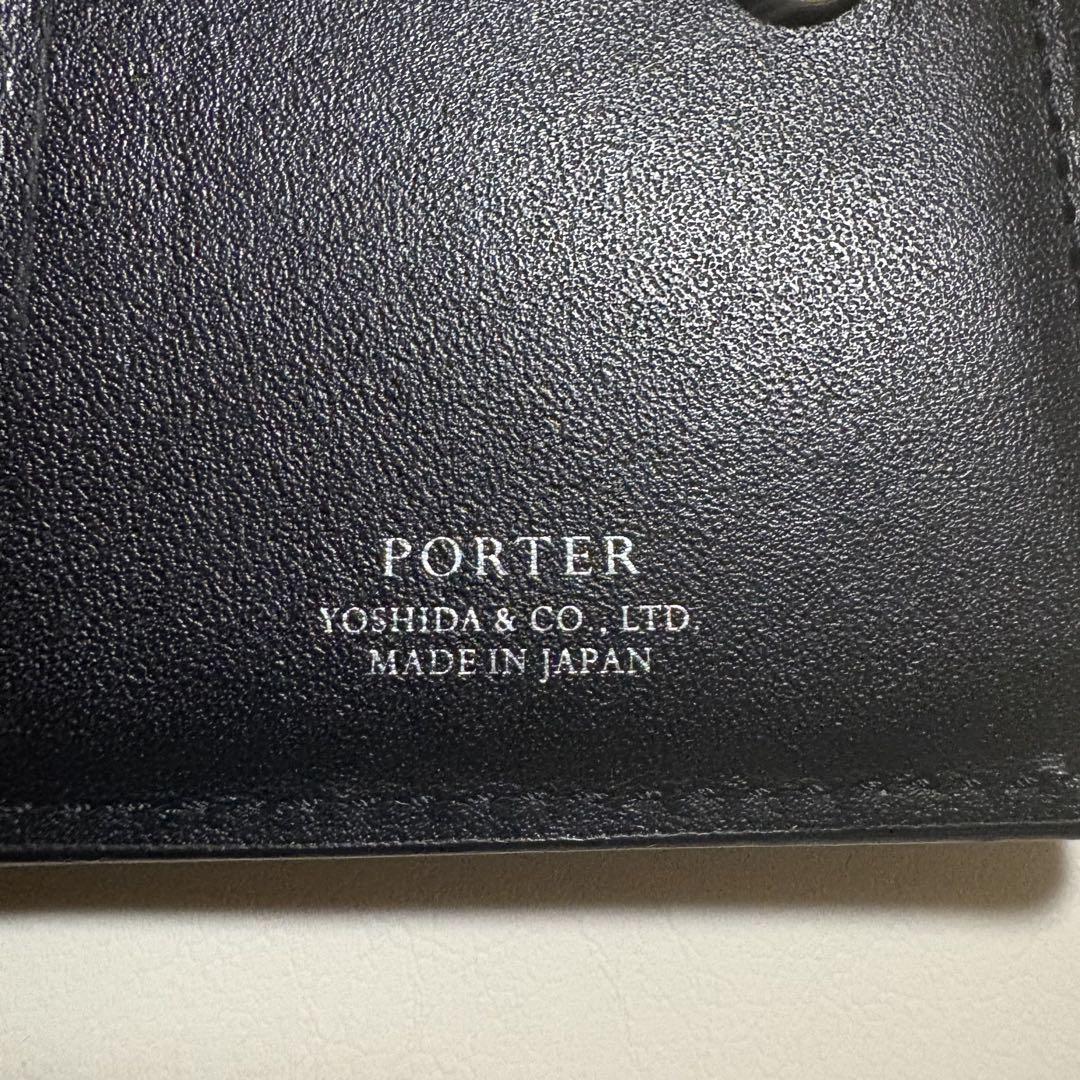 PORTER
YOSHIDA & CO., LTD.
MADE IN JAPAN